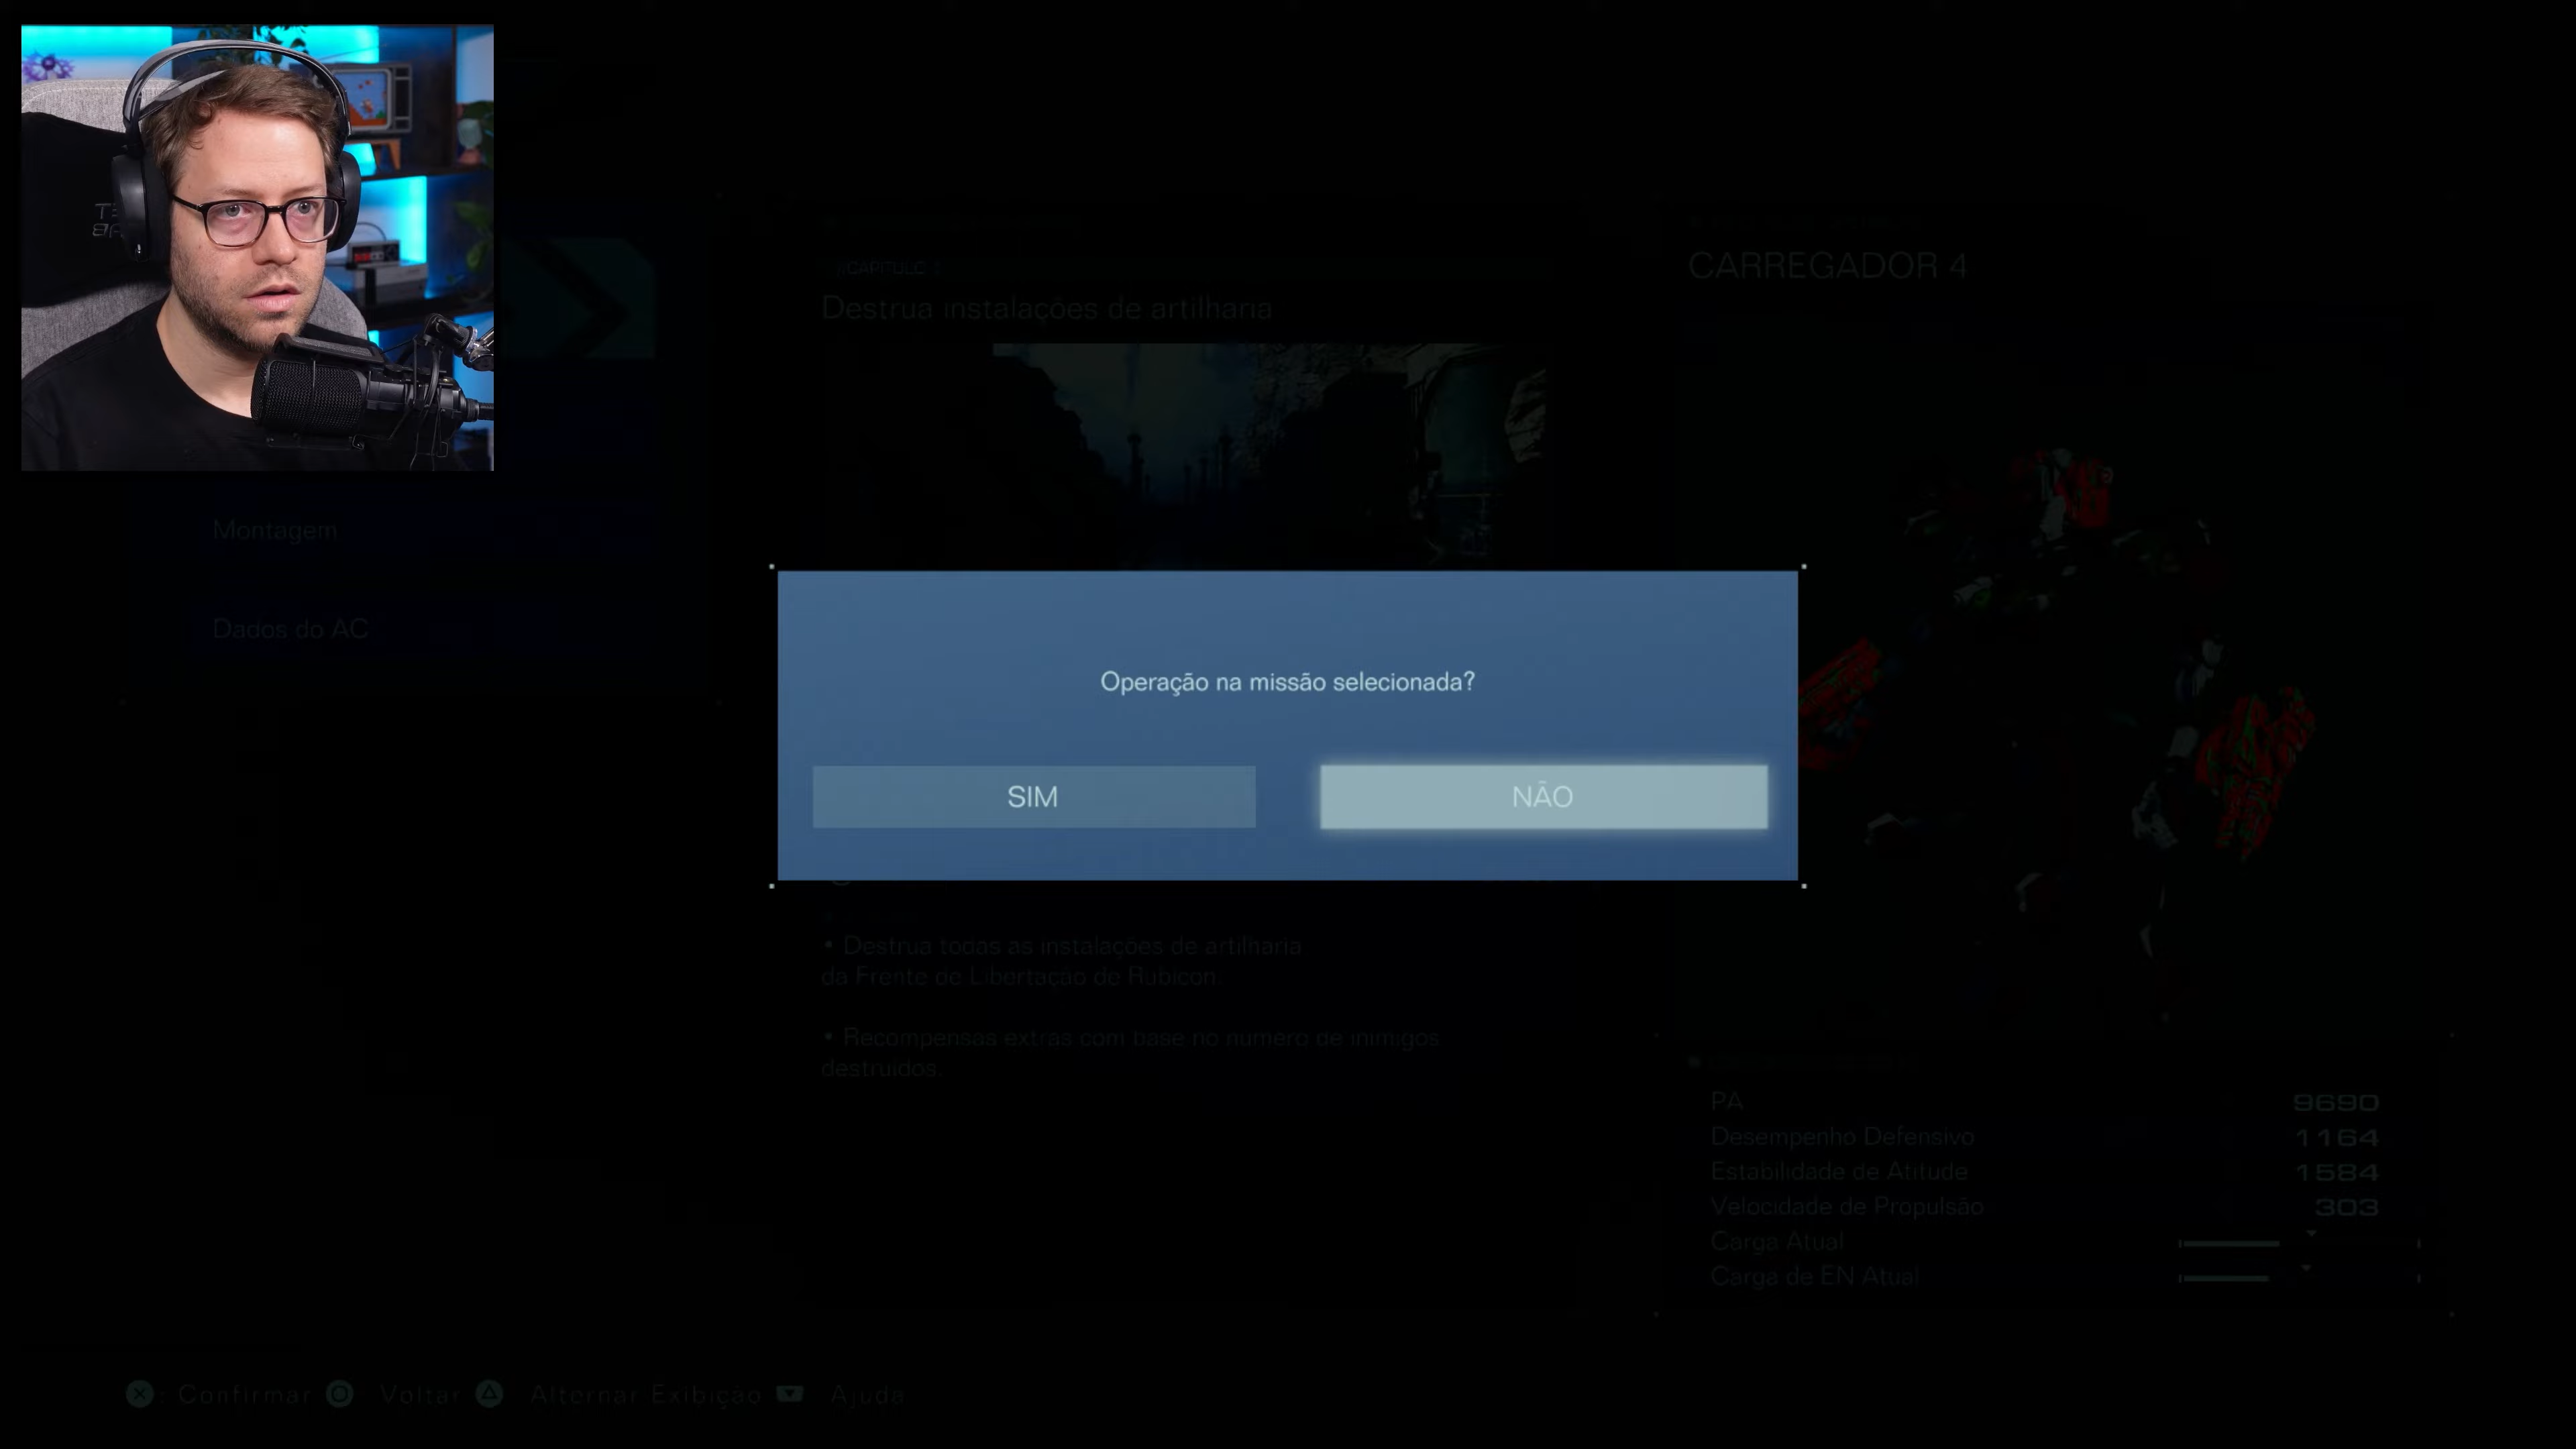 CAPÍTULO
Destrua instalações de artilharia
CARREGADOR 4
Montagem
Dados do AC
Operação na missão selecionada?
SIM
NÃO
• Destrua todas as instalações de artilharia
da Frente de Libertação de Rubicon.
• Recompensas extras com base no número de inimigos
destruídos.
PA 9690
Desempenho Defensivo 1164
Estabilidade de Atitude 1584
Velocidade de Propulsão 303
Carga Atual
Carga de EN Atual
: Confirmar : Voltar : Alternar Exibição : Ajuda